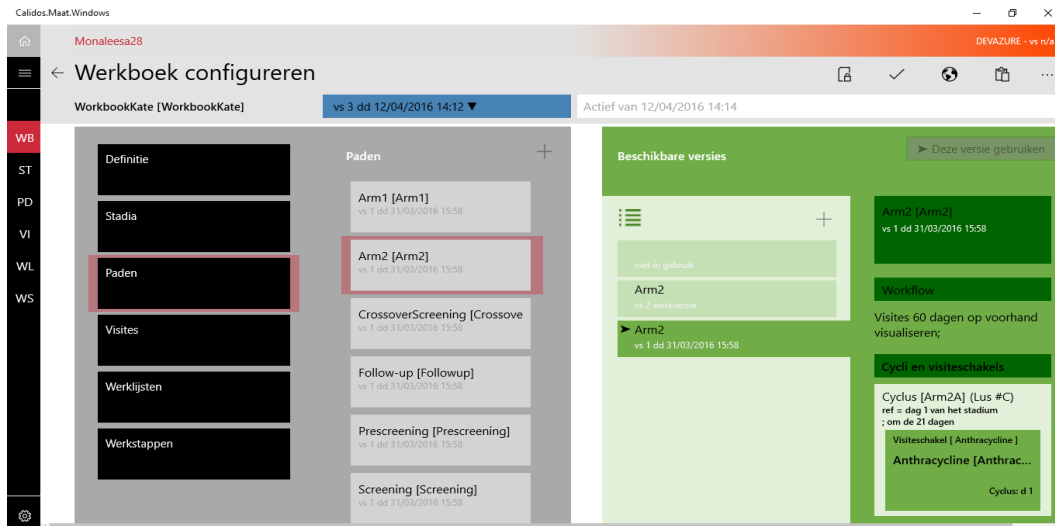 Calidos.Maat.Windows
Monaleesa28
DEVAZURE - vs n/a
Werkboek configureren
WorkbookKate [WorkbookKate]
vs 3 dd 12/04/2016 14:12 ▼
Actief van 12/04/2016 14:14
WB
ST
PD
VI
WL
WS
Definitie
Stadia
Paden
Visites
Werklijsten
Werkstappen
Paden
Arm1 [Arm1]
vs 1 dd 31/03/2016 15:58
Arm2 [Arm2]
vs 1 dd 31/03/2016 15:58
CrossoverScreening [Crossove
vs 1 dd 31/03/2016 15:58
Follow-up [Followup]
vs 1 dd 31/03/2016 15:58
Prescreening [Prescreening]
vs 1 dd 31/03/2016 15:58
Screening [Screening]
vs 1 dd 31/03/2016 15:58
Beschikbare versies
➤ Deze versie gebruiken
niet in gebruik
Arm2
vs 2 werkversie
➤ Arm2
vs 1 dd 31/03/2016 15:58
Arm2 [Arm2]
vs 1 dd 31/03/2016 15:58
Workflow
Visites 60 dagen op voorhand
visualiseren;
Cycli en visiteschakels
Cyclus [Arm2A] (Lus #C)
ref = dag 1 van het stadium
; om de 21 dagen
Visiteschakel [ Anthracycline ]
Anthracycline [Anthrac...
Cyclus: d 1